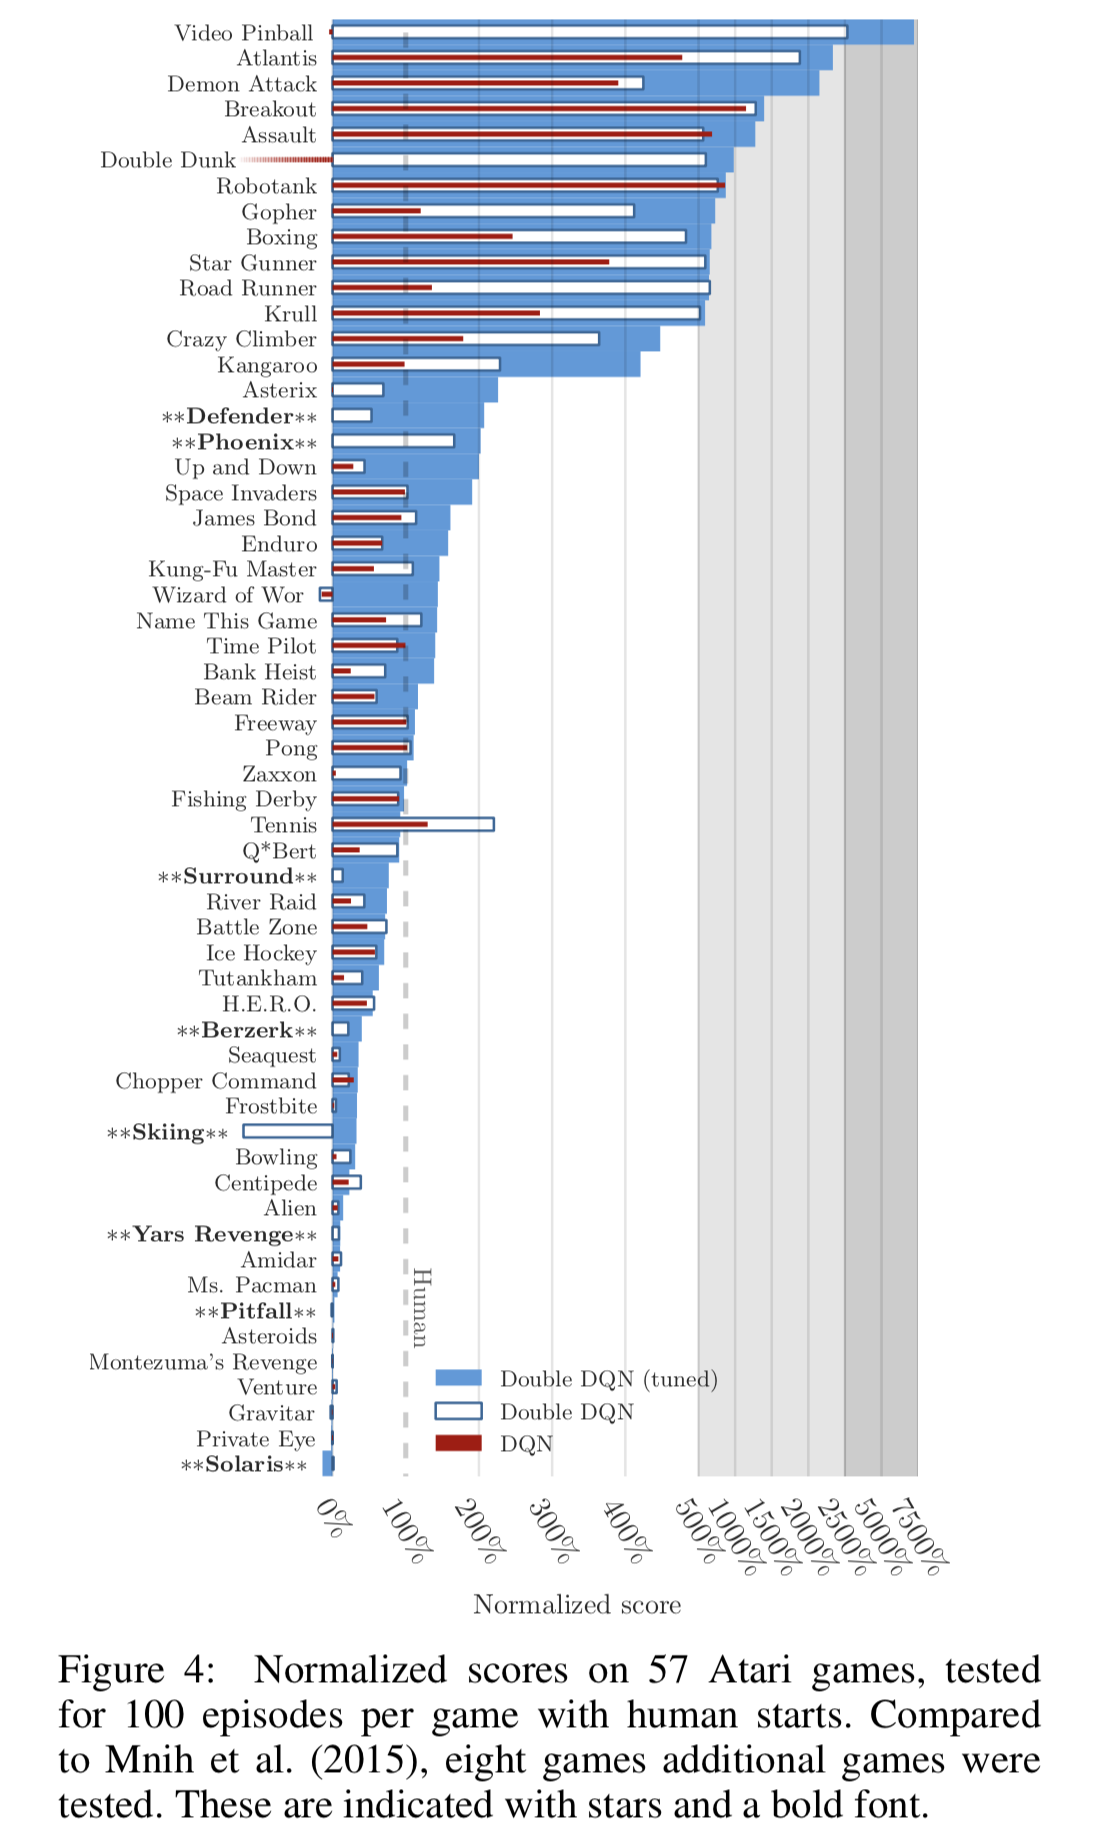 Video Pinball
Atlantis
Demon Attack
Breakout
Assault
Double Dunk
Robotank
Gopher
Boxing
Star Gunner
Road Runner
Krull
Crazy Climber
Kangaroo
Asterix
**Defender**
**Phoenix**
Up and Down
Space Invaders
James Bond
Enduro
Kung-Fu Master
Wizard of Wor
Name This Game
Time Pilot
Bank Heist
Beam Rider
Freeway
Pong
Zaxxon
Fishing Derby
Tennis
Q*Bert
**Surround**
River Raid
Battle Zone
Ice Hockey
Tutankham
H.E.R.O.
**Berzerk**
Seaquest
Chopper Command
Frostbite
**Skiing**
Bowling
Centipede
Alien
**Yars Revenge**
Amidar
Ms. Pacman
**Pitfall**
Asteroids
Montezuma's Revenge
Venture
Gravitar
Private Eye
**Solaris**
Human
Double DQN (tuned)
Double DQN
DQN
0%
100%
200%
300%
400%
500%
1000%
1500%
2000%
2500%
5000%
7500%
Normalized score
Figure 4: Normalized scores on 57 Atari games, tested
for 100 episodes per game with human starts. Compared
to Mnih et al. (2015), eight games additional games were
tested. These are indicated with stars and a bold font.